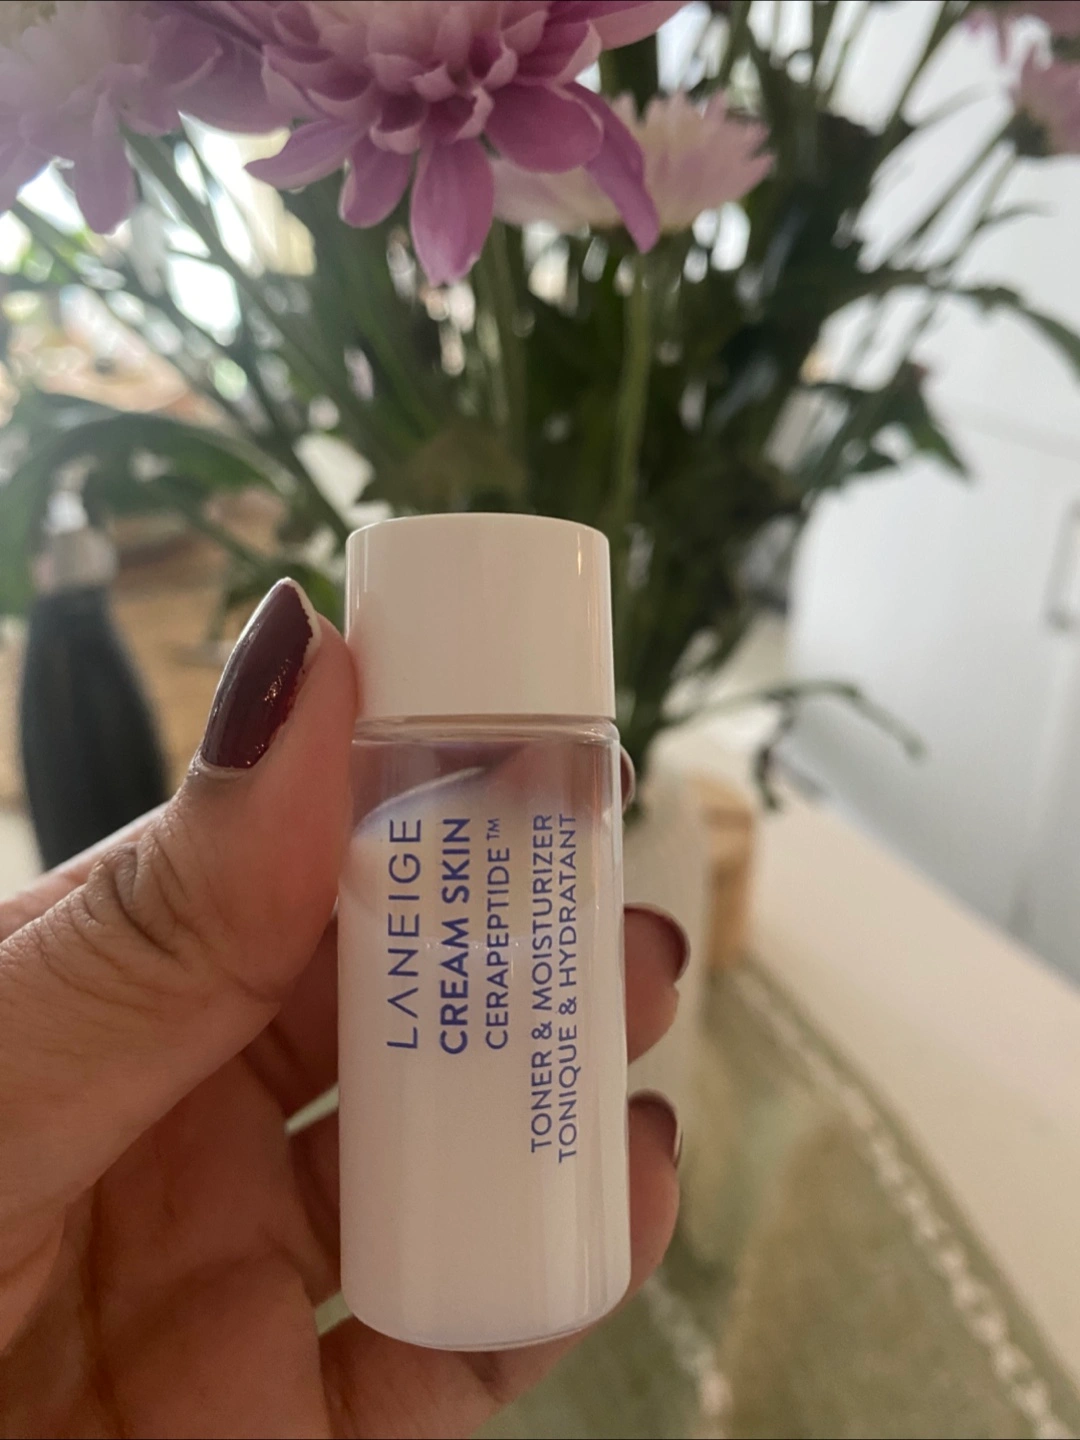 LANEIGE
CREAM SKIN
CERAPEPTIDE™
TONER & MOISTURIZER
TONIQUE & HYDRATANT